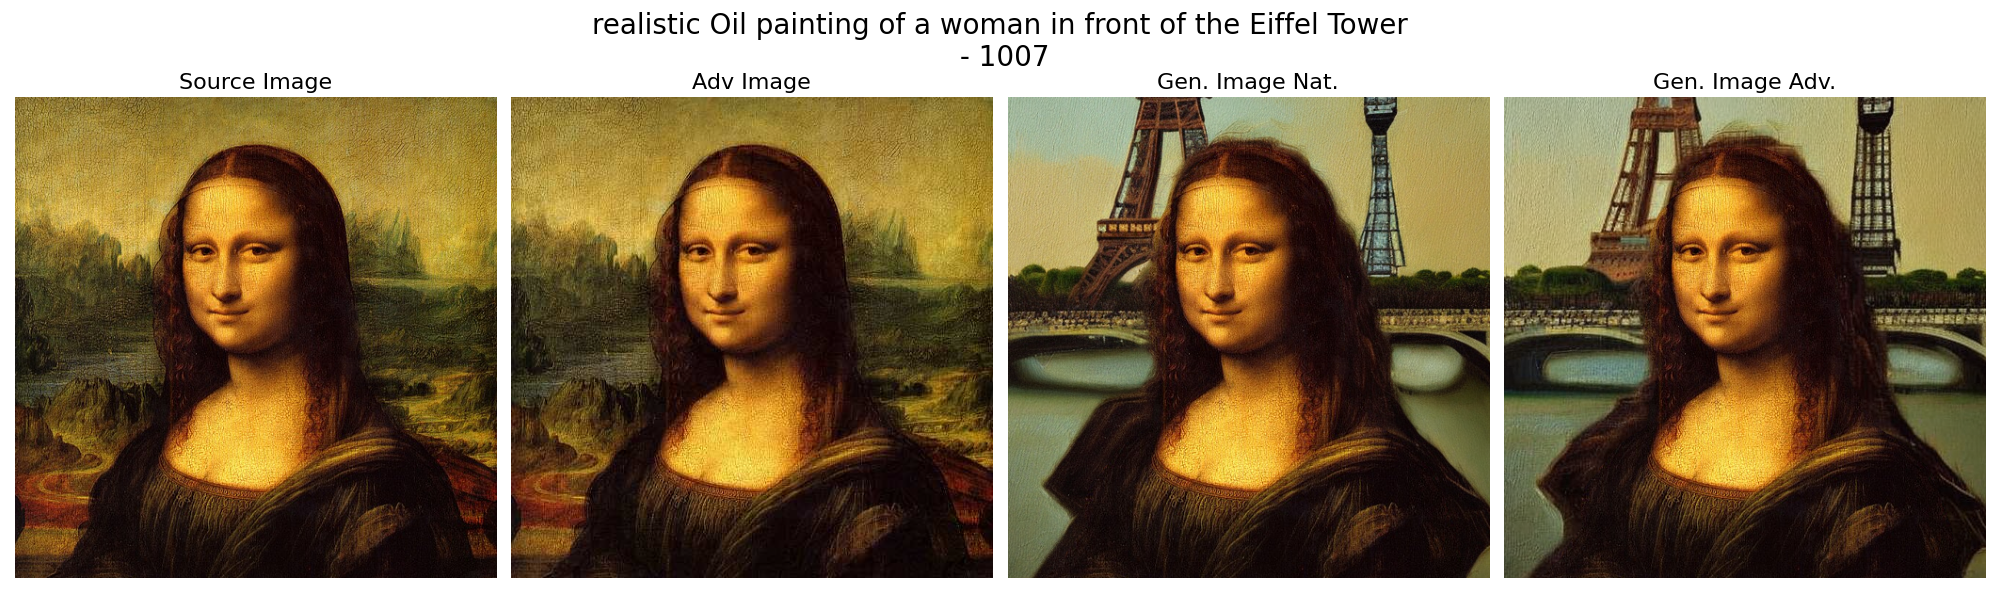 realistic Oil painting of a woman in front of the Eiffel Tower
- 1007
Source Image
Adv Image
Gen. Image Nat.
Gen. Image Adv.